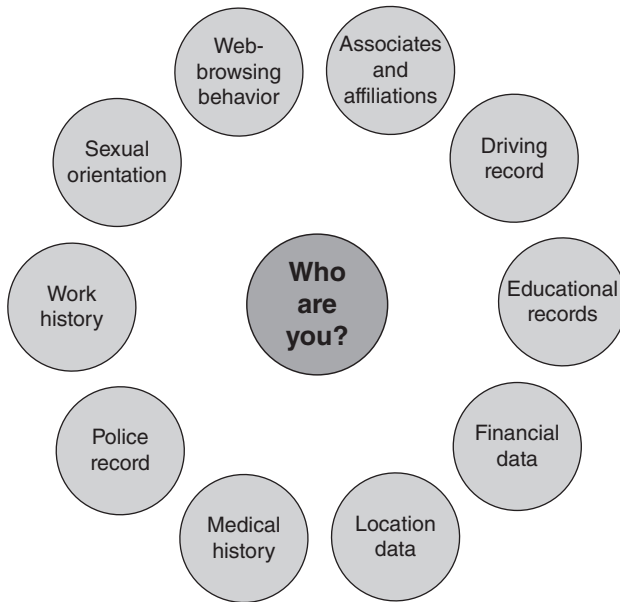 Web-
browsing
behavior
Associates
and
affiliations
Driving
record
Educational
records
Financial
data
Location
data
Medical
history
Police
record
Work
history
Sexual
orientation
Who
are
you?